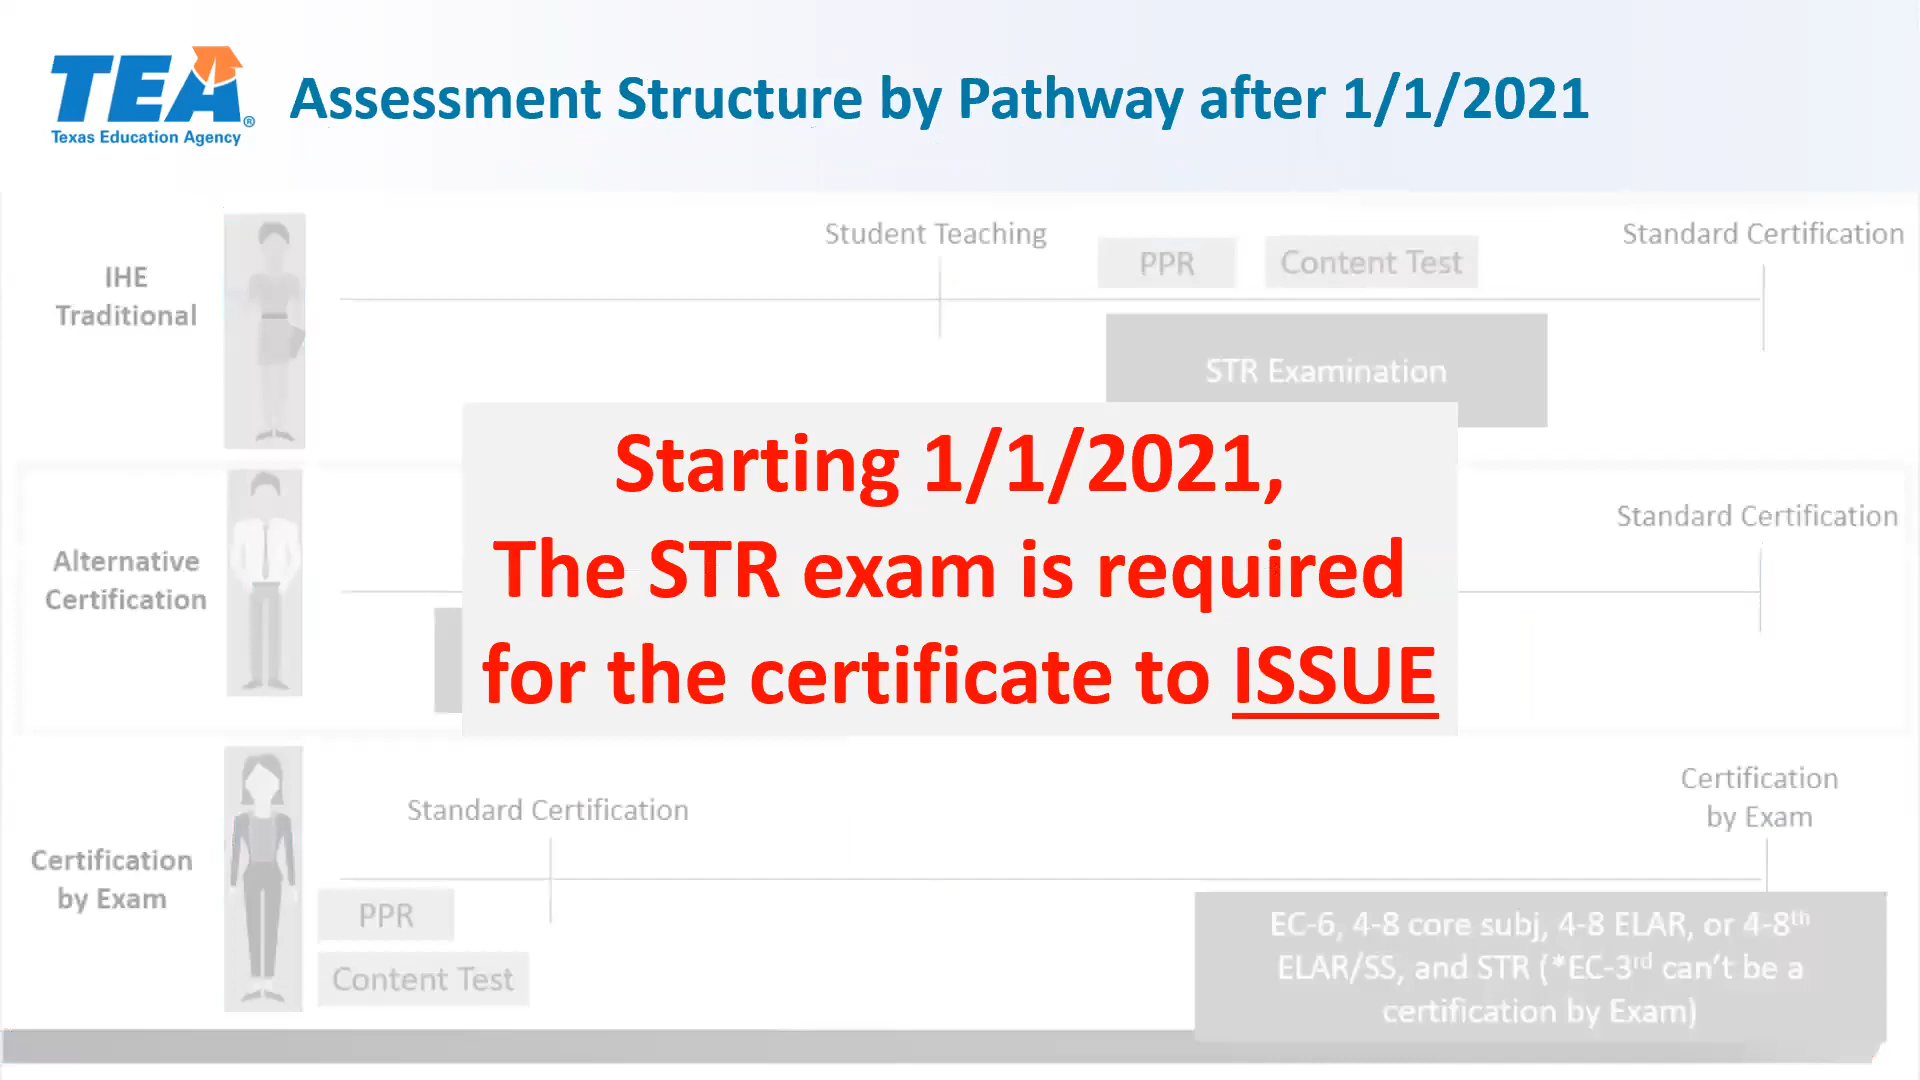 TEA®
Texas Education Agency
Assessment Structure by Pathway after 1/1/2021
IHE
Traditional
Student Teaching
PPR
Content Test
Standard Certification
STR Examination
Starting 1/1/2021,
The STR exam is required
for the certificate to ISSUE
Alternative
Certification
Standard Certification
Certification
by Exam
Standard Certification
PPR
Content Test
Certification
by Exam
EC-6, 4-8 core subj, 4-8 ELAR, or 4-8th
ELAR/SS, and STR (*EC-3rd can't be a
certification by Exam)